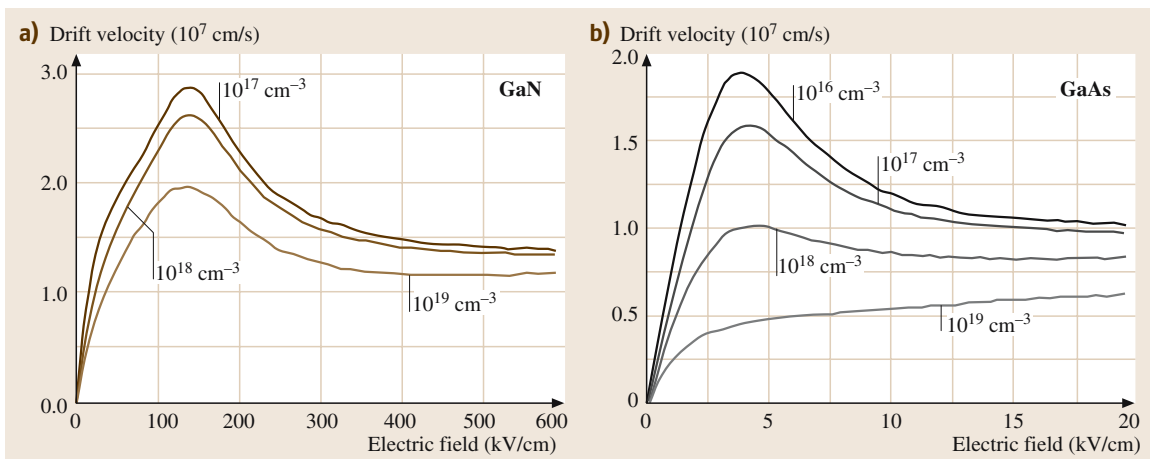 a) Drift velocity (10⁷ cm/s)
3.0
2.0
1.0
0.0
10¹⁷ cm⁻³
GaN
10¹⁸ cm⁻³
10¹⁹ cm⁻³
0 100 200 300 400 500 600
Electric field (kV/cm)
b) Drift velocity (10⁷ cm/s)
2.0
1.5
1.0
0.5
0
10¹⁶ cm⁻³
GaAs
10¹⁷ cm⁻³
10¹⁸ cm⁻³
10¹⁹ cm⁻³
0 5 10 15 20
Electric field (kV/cm)